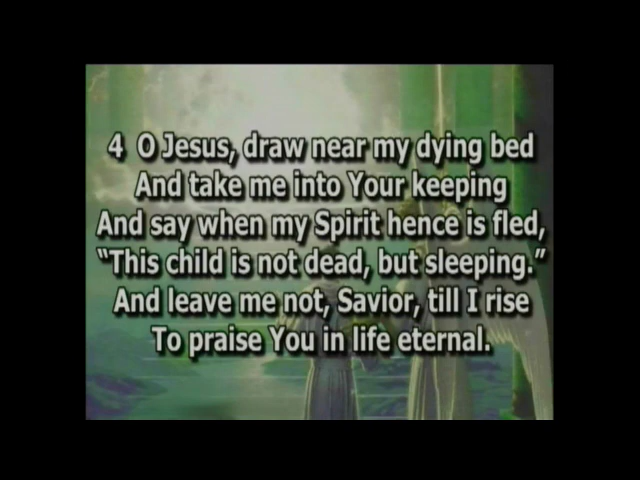 4 O Jesus, draw near my dying bed
And take me into Your keeping
And say when my Spirit hence is fled,
“This child is not dead, but sleeping.”
And leave me not, Savior, till I rise
To praise You in life eternal.